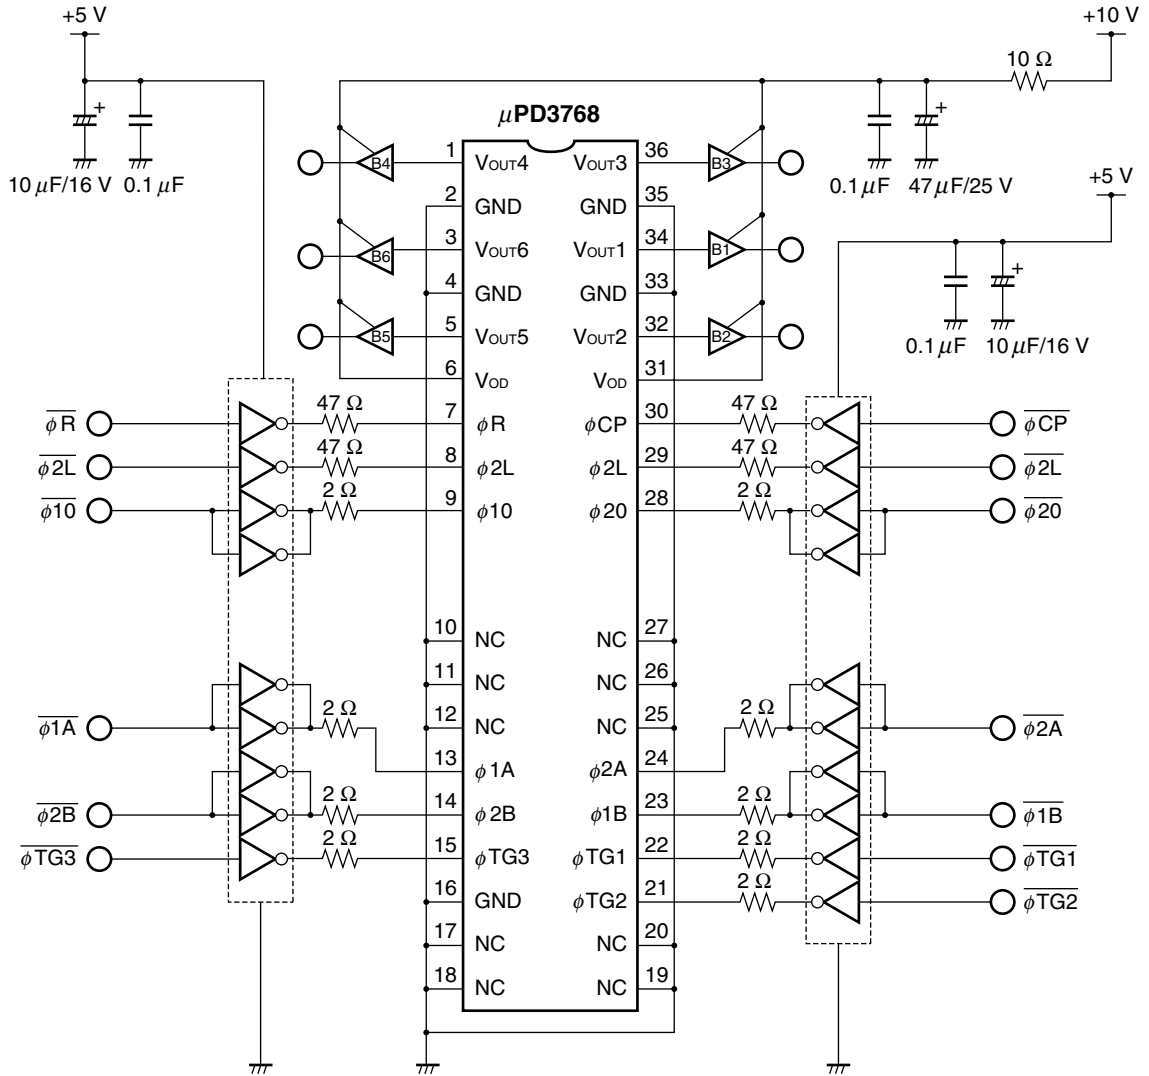 +5 V
+10 V
10 Ω
μPD3768
+
+
10 μF/16 V
0.1 μF
0.1 μF
47 μF/25 V
+5 V
+
0.1 μF
10 μF/16 V
B4
1
VOUT4
VOUT3
36
B3
2
GND
GND
35
B6
3
VOUT6
VOUT1
34
B1
4
GND
GND
33
B5
5
VOUT5
VOUT2
32
B2
6
VOD
VOD
31
φR
47 Ω
7
φR
φCP
30
47 Ω
φCP
φ2L
47 Ω
8
φ2L
φ2L
29
47 Ω
φ2L
φ10
2 Ω
9
φ10
φ20
28
2 Ω
φ20
10
NC
NC
27
11
NC
NC
26
12
NC
NC
25
φ1A
2 Ω
2 Ω
φ2A
13
φ1A
φ2A
24
φ2B
2 Ω
14
φ2B
φ1B
23
2 Ω
φ1B
φTG3
2 Ω
15
φTG3
φTG1
22
2 Ω
φTG1
16
GND
φTG2
21
2 Ω
φTG2
17
NC
NC
20
18
NC
NC
19